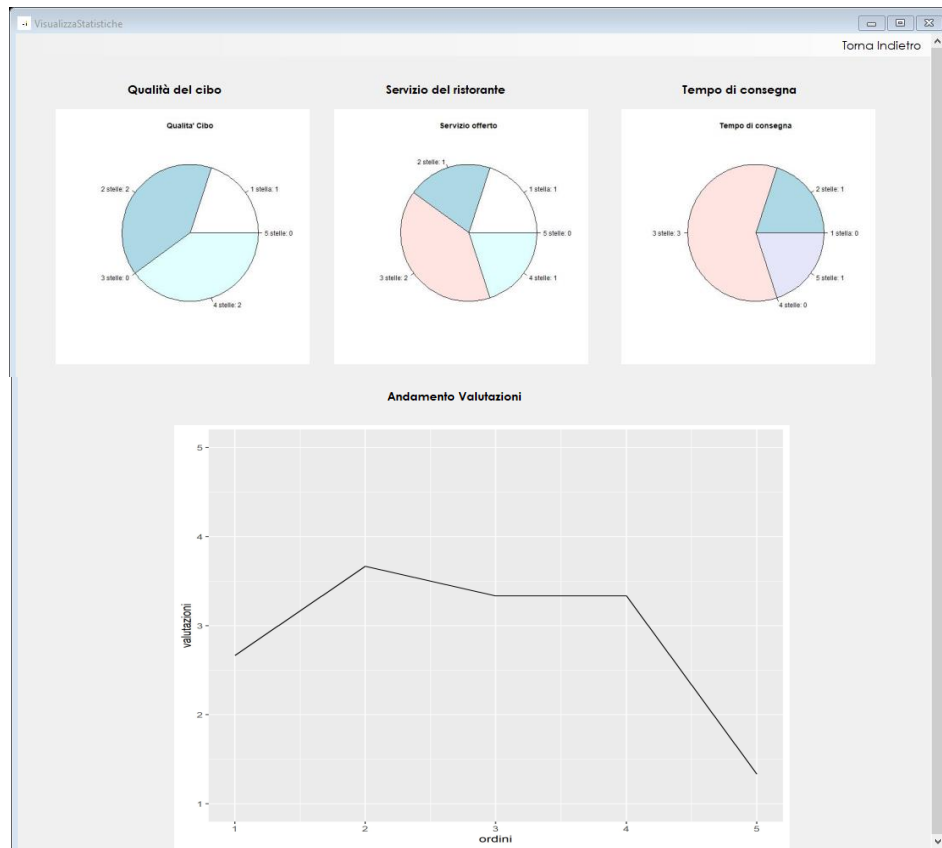 VisualizzaStatistiche
Torna Indietro
Qualità del cibo
Servizio del ristorante
Tempo di consegna
Qualita' Cibo
2 stelle: 2
1 stella: 1
5 stelle: 0
3 stelle: 0
4 stelle: 2
Servizio offerto
2 stelle: 1
1 stella: 1
5 stelle: 0
3 stelle: 2
4 stelle: 1
Tempo di consegna
2 stelle: 1
3 stelle: 3
1 stella: 0
5 stelle: 1
4 stelle: 0
Andamento Valutazioni
valutazioni
5
4
3
2
1
1 2 3 4 5
ordini